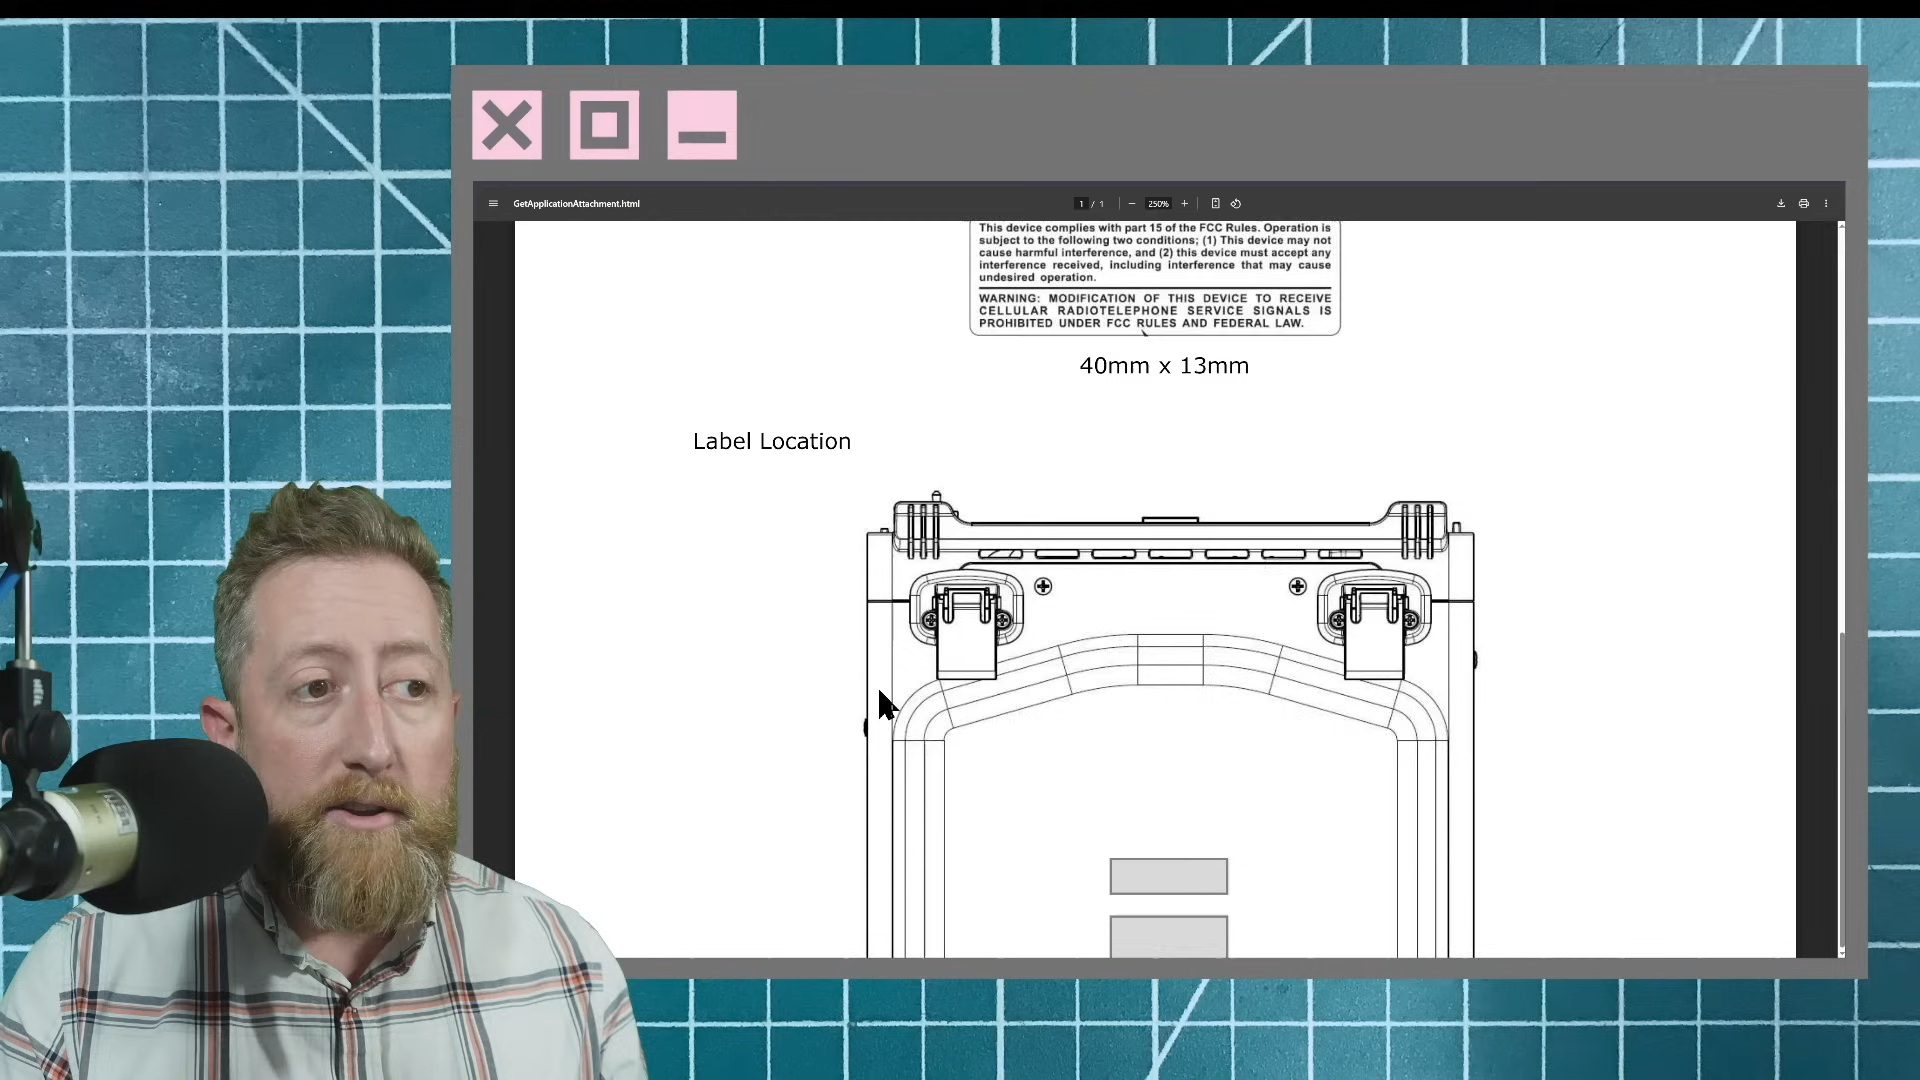 GetApplicationAttachment.html
1 / 1
250%
This device complies with part 15 of the FCC Rules. Operation is
subject to the following two conditions; (1) This device may not
cause harmful interference, and (2) this device must accept any
interference received, including interference that may cause
undesired operation.
WARNING: MODIFICATION OF THIS DEVICE TO RECEIVE
CELLULAR RADIOTELEPHONE SERVICE SIGNALS IS
PROHIBITED UNDER FCC RULES AND FEDERAL LAW.
40mm x 13mm
Label Location